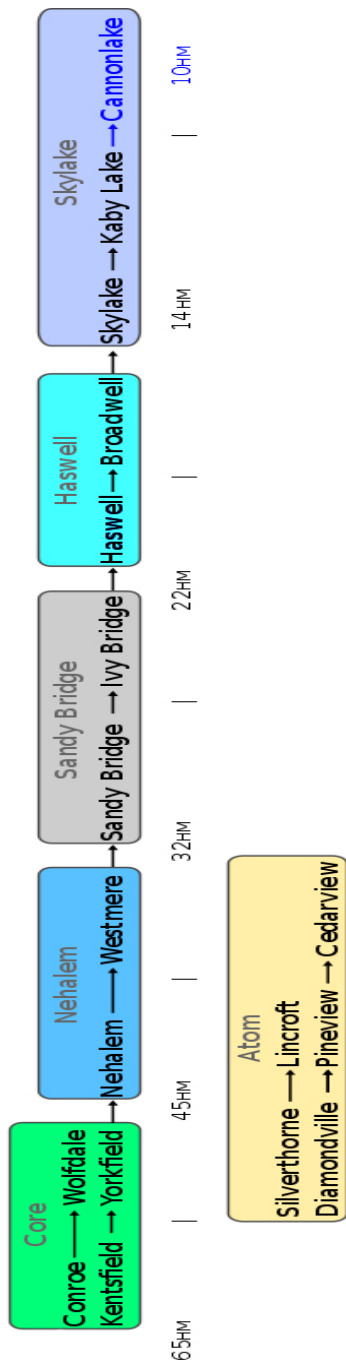 Core
Conroe → Wolfdale
Kentsfield → Yorkfield
Nehalem
Nehalem → Westmere
Sandy Bridge
Sandy Bridge → Ivy Bridge
Haswell
Haswell → Broadwell
Skylake
Skylake → Kaby Lake → Cannonlake
65нм
45нм
32нм
22нм
14нм
10нм
Atom
Silverthorne → Lincroft
Diamondville → Pineview → Cedarview